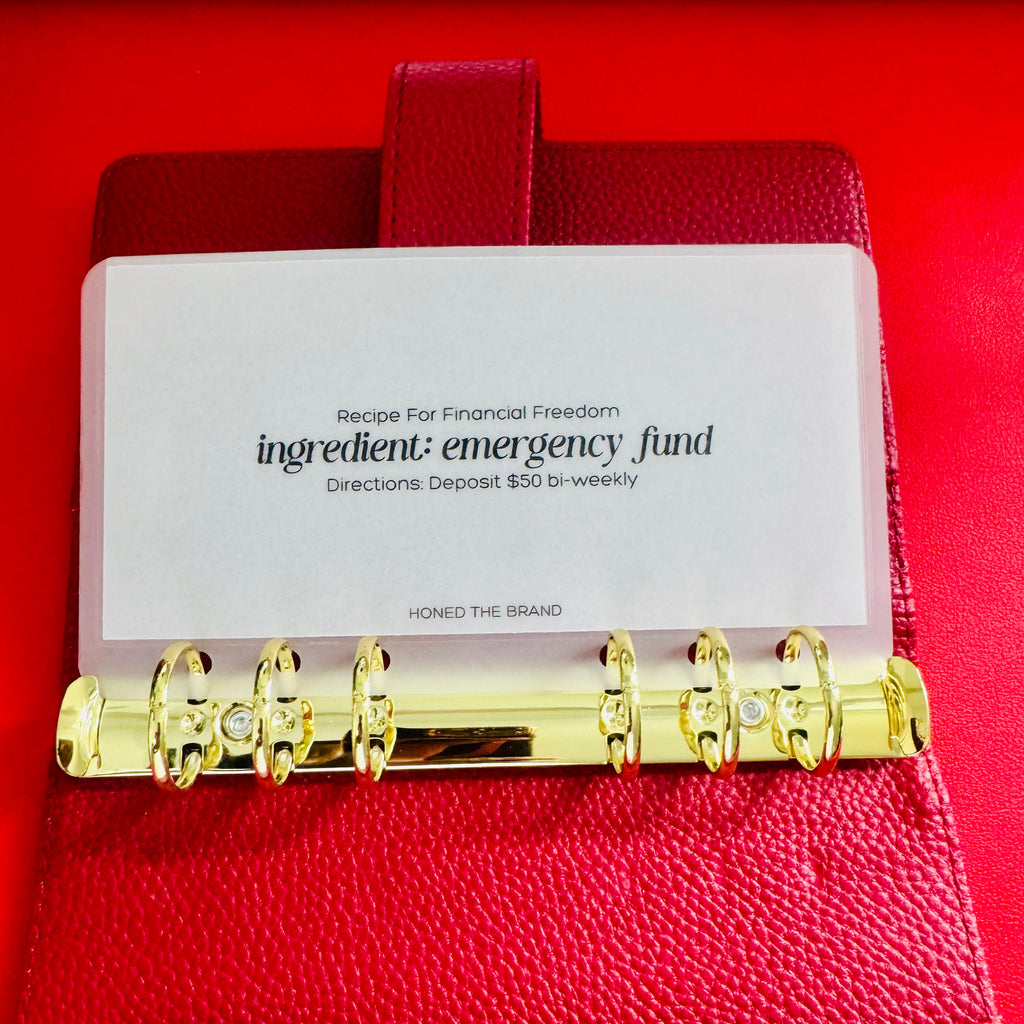 Recipe For Financial Freedom
ingredient: emergency fund
Directions: Deposit $50 bi-weekly
HONED THE BRAND